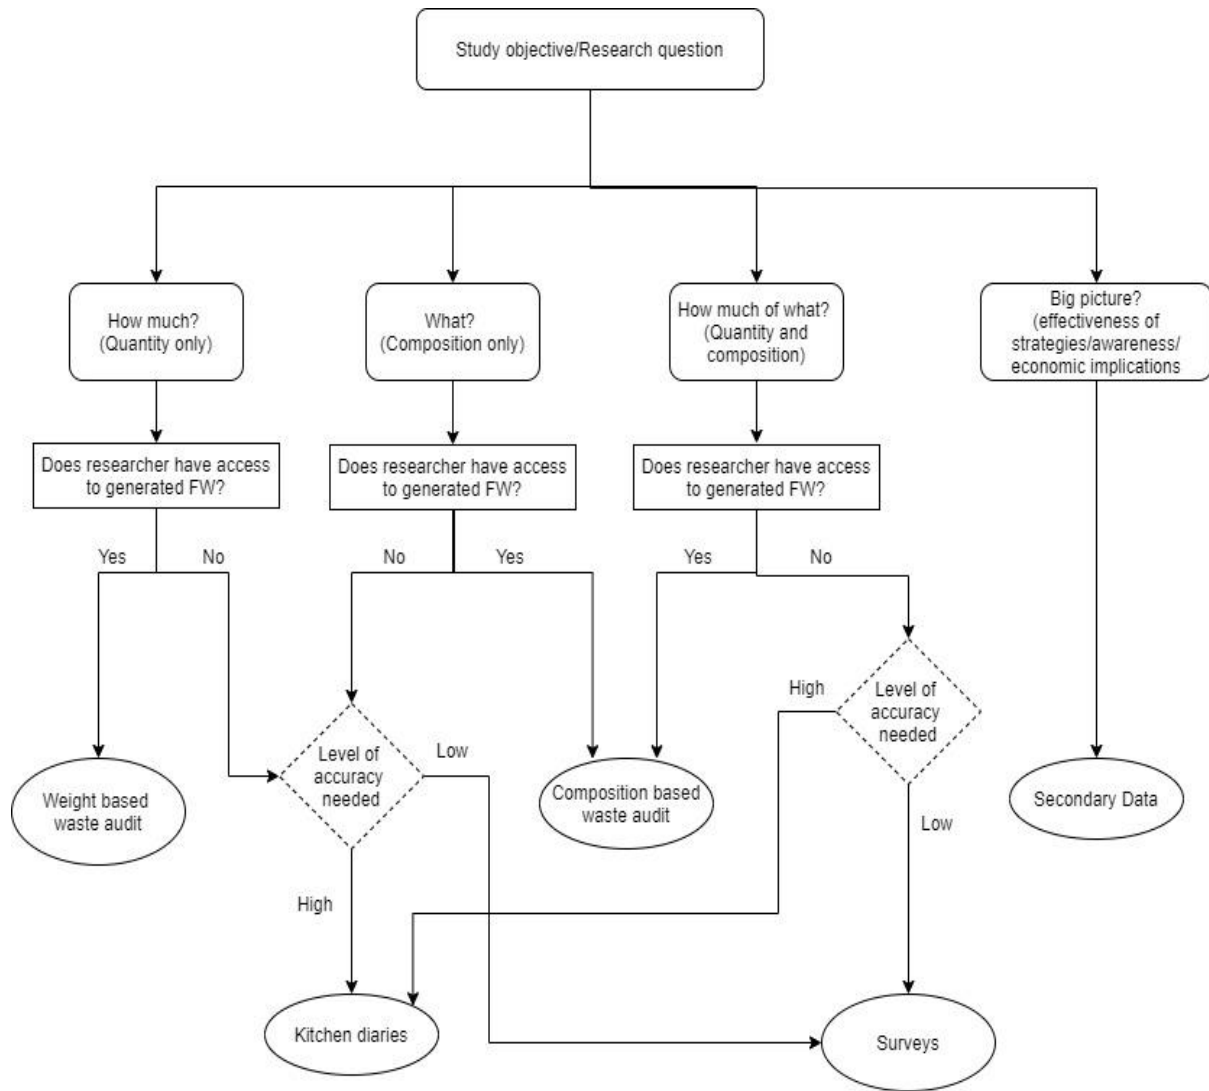 Study objective/Research question
How much?
(Quantity only)
What?
(Composition only)
How much of what?
(Quantity and
composition)
Big picture?
(effectiveness of
strategies/awareness/
economic implications
Does researcher have access
to generated FW?
Does researcher have access
to generated FW?
Does researcher have access
to generated FW?
Yes
No
No
Yes
Yes
No
High
Level of
accuracy
needed
Level of
accuracy
needed
Low
Weight based
waste audit
Composition based
waste audit
Secondary Data
Low
High
Kitchen diaries
Surveys